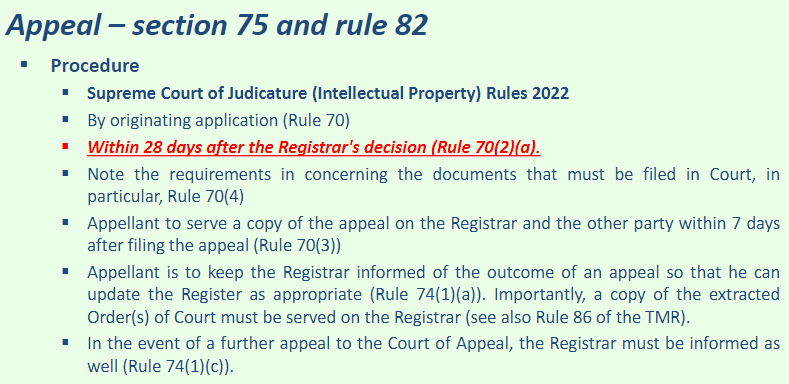 Appeal – section 75 and rule 82
▪ Procedure
▪ Supreme Court of Judicature (Intellectual Property) Rules 2022
▪ By originating application (Rule 70)
▪ Within 28 days after the Registrar's decision (Rule 70(2)(a).
▪ Note the requirements in concerning the documents that must be filed in Court, in
particular, Rule 70(4)
▪ Appellant to serve a copy of the appeal on the Registrar and the other party within 7 days
after filing the appeal (Rule 70(3))
▪ Appellant is to keep the Registrar informed of the outcome of an appeal so that he can
update the Register as appropriate (Rule 74(1)(a)). Importantly, a copy of the extracted
Order(s) of Court must be served on the Registrar (see also Rule 86 of the TMR).
▪ In the event of a further appeal to the Court of Appeal, the Registrar must be informed as
well (Rule 74(1)(c)).